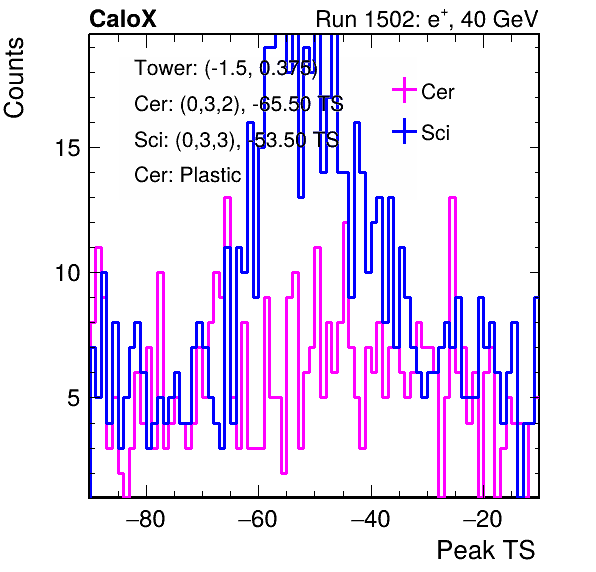 CaloX Run 1502: e+, 40 GeV
Counts
Tower: (-1.5, 0.375)
Cer: (0,3,2), -65.50 TS
Sci: (0,3,3), -53.50 TS
Cer: Plastic
Cer
Sci
15
10
5
−80 −60 −40 −20
Peak TS